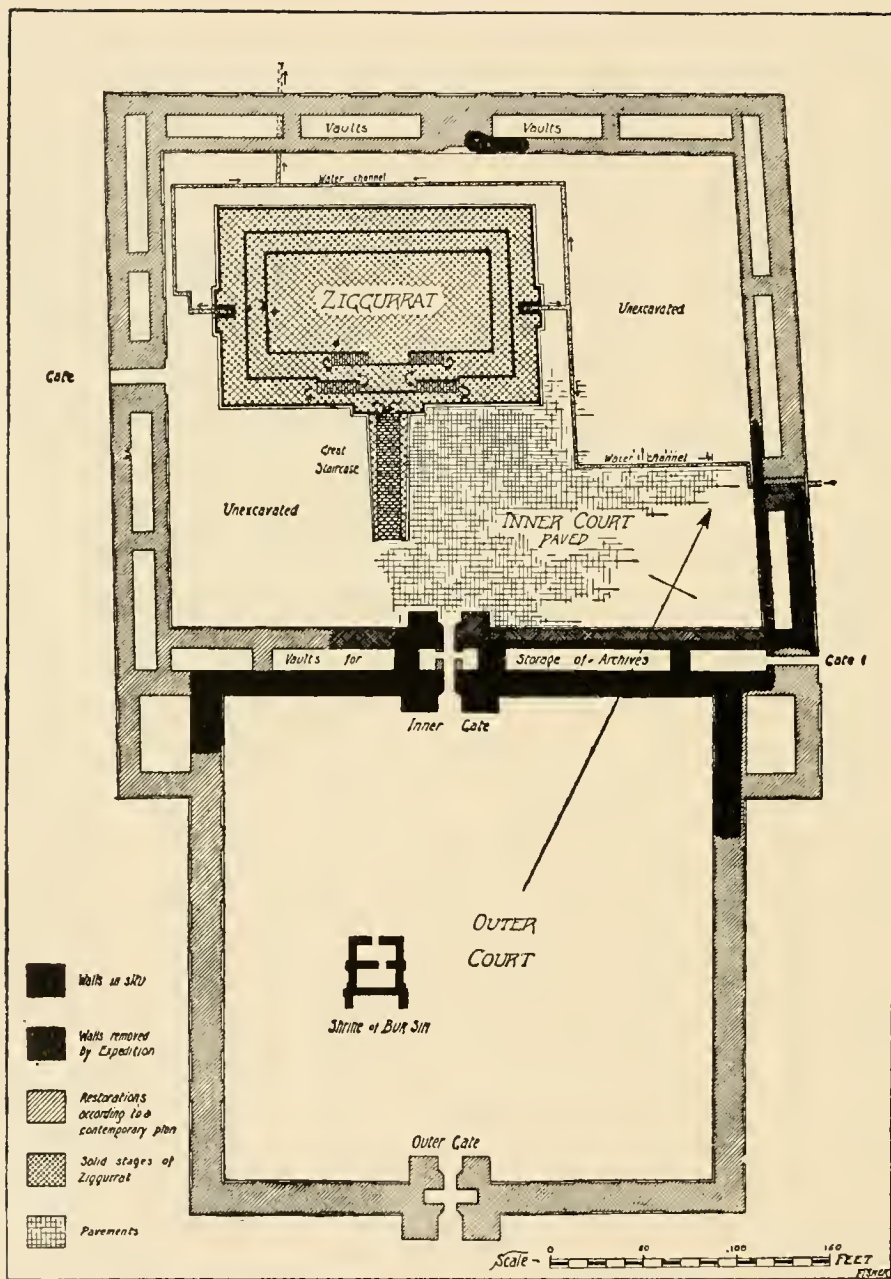 Vaults
Vaults
Water channel
ZIGGURRAT
Unexcavated
Gate
Great
Staircase
Water channel
Unexcavated
INNER COURT
PAVED
Vaults for
Storage of Archives
Gate
Inner Gate
OUTER
COURT
Walls in situ
Shrine of BUR SIN
Walls removed
by Expedition
Restorations
according to a
contemporary plan
Outer Gate
Solid stages of
Ziggurrat
Pavements
Scale
0 50 100 150 FEET
FISHER